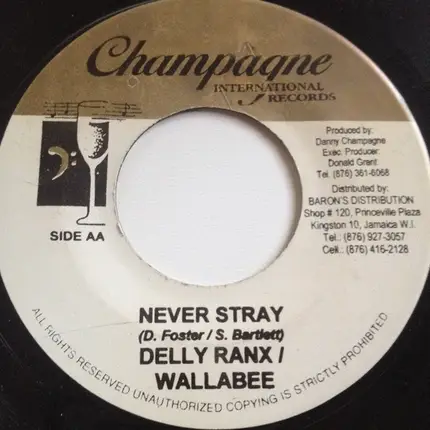 Champagne
INTERNATIONAL
RECORDS
Produced by:
Danny Champagne
Exec. Producer:
Donald Grant
Tel. (876) 361-6068
Distributed by:
BARON'S DISTRIBUTION
Shop # 120, Princeville Plaza
Kingston 10, Jamaica W.I.
Tel.: (876) 927-3057
Cell.: (876) 416-2128
SIDE AA
NEVER STRAY
(D. Foster / S. Bartlett)
DELLY RANX /
WALLABEE
ALL RIGHTS RESERVED UNAUTHORIZED COPYING IS STRICTLY PROHIBITED